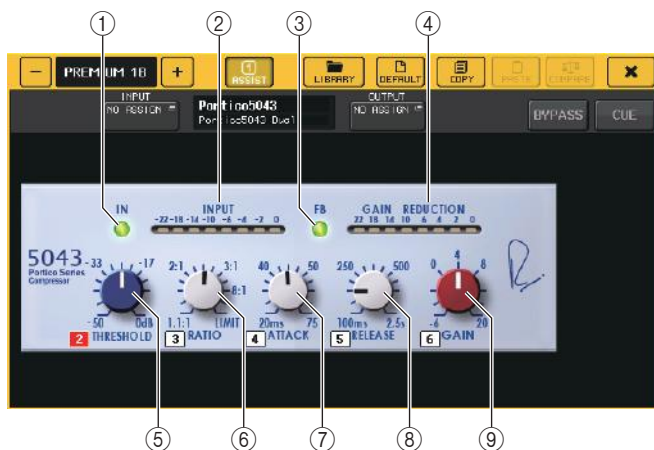 ① ② ③ ④
− PREMIUM 1B + 1 ASSIST LIBRARY DEFAULT COPY PASTE COMPARE ×
INPUT OUTPUT
NO ASSIGN Portico5043 NO ASSIGN BYPASS CUE
Portico5043 Dual
IN INPUT FB GAIN REDUCTION
-22 -18 -14 -10 -6 -4 -2 0 22 18 14 10 6 4 2 0
5043
Portico Series
Compressor
-33 -17 2:1 3:1 8:1 40 50 250 500 0 4 8
-50 0dB 1.1:1 LIMIT 20ms 75 100ms 2.5s -6 20
2 THRESHOLD 3 RATIO 4 ATTACK 5 RELEASE 6 GAIN
⑤ ⑥ ⑦ ⑧ ⑨